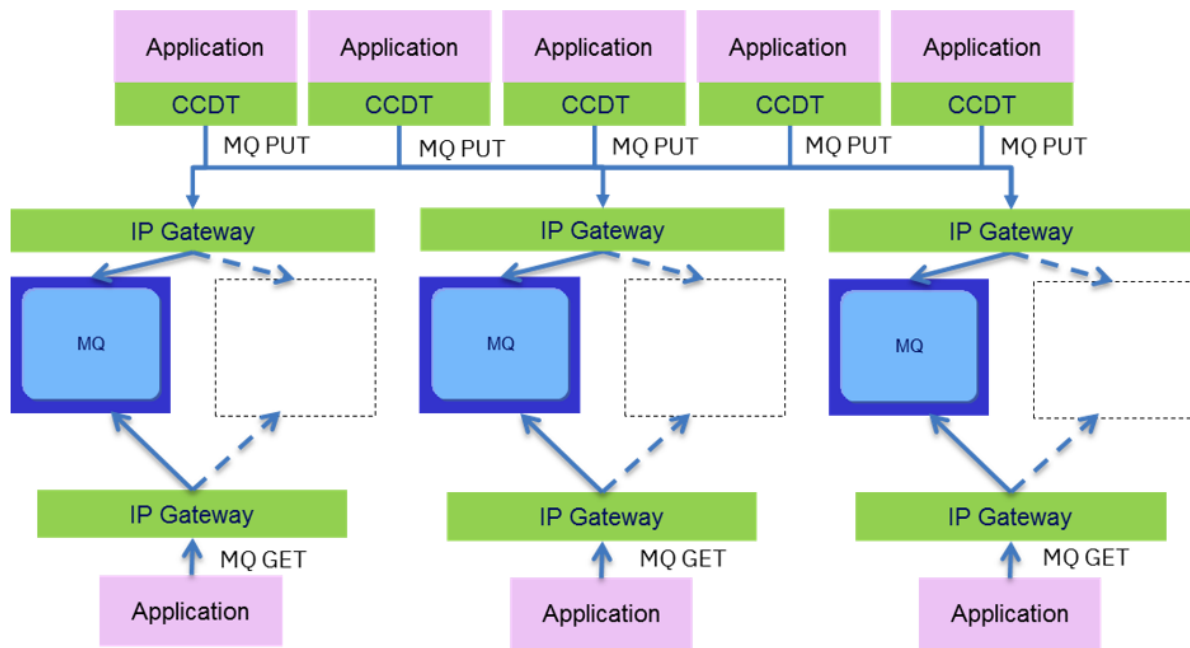 Application
Application
Application
Application
Application
CCDT
CCDT
CCDT
CCDT
CCDT
MQ PUT
MQ PUT
MQ PUT
MQ PUT
MQ PUT
IP Gateway
IP Gateway
IP Gateway
MQ
MQ
MQ
IP Gateway
IP Gateway
IP Gateway
MQ GET
MQ GET
MQ GET
Application
Application
Application